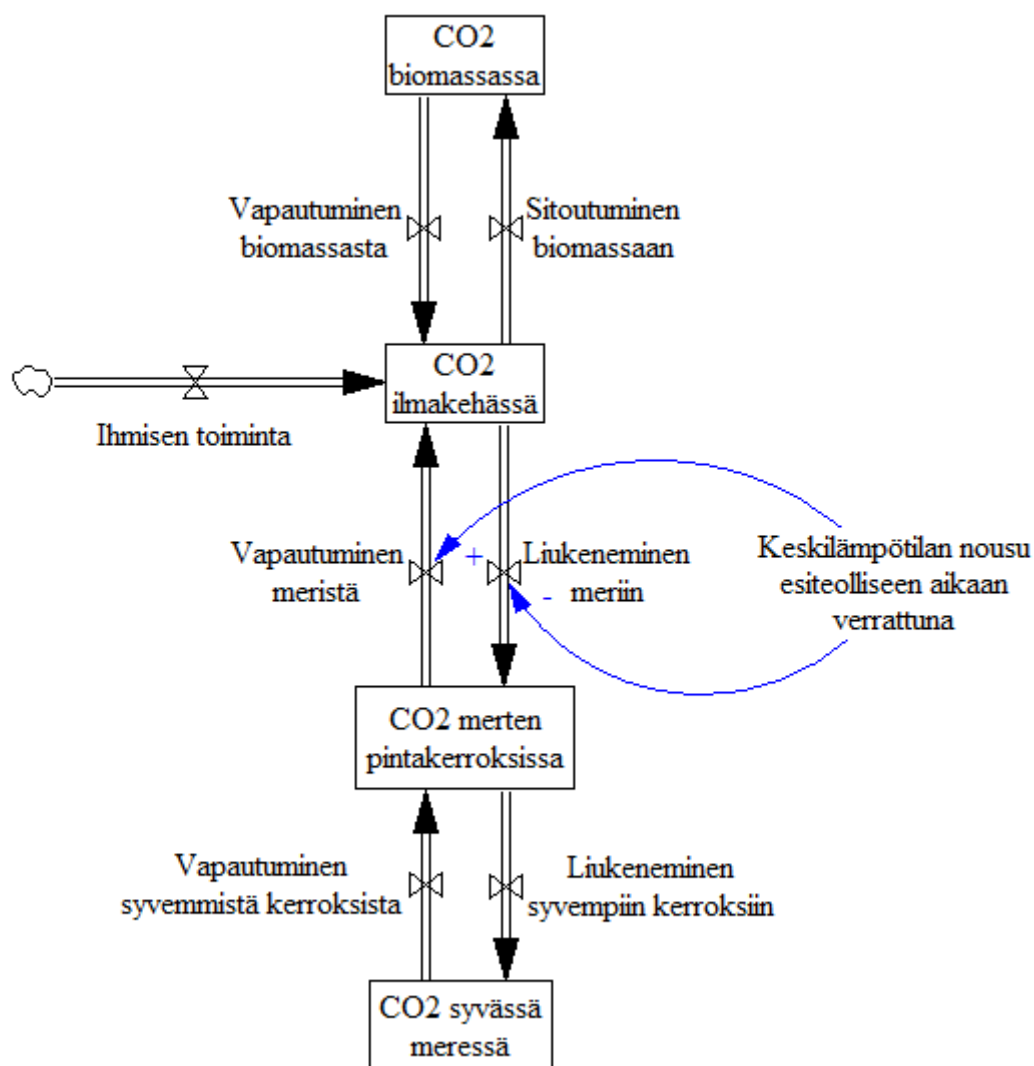 CO2
biomassassa
Vapautuminen
biomassasta
Sitoutuminen
biomassaan
CO2
ilmakehässä
Ihmisen toiminta
Vapautuminen
meristä
+
Liukeneminen
- meriin
Keskilämpötilan nousu
esiteolliseen aikaan
verrattuna
CO2 merten
pintakerroksissa
Vapautuminen
syvemmistä kerroksista
Liukeneminen
syvempiin kerroksiin
CO2 syvässä
meressä